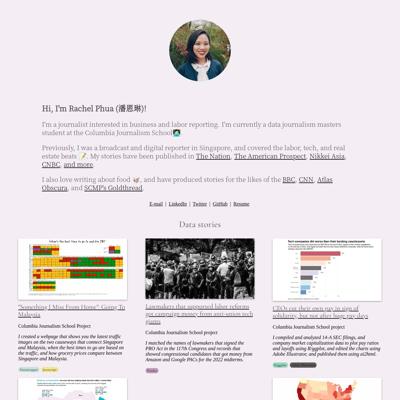 Hi, I'm Rachel Phua (潘恩琳)!
I'm a journalist interested in business and labor reporting. I'm currently a data journalism masters
student at the Columbia Journalism School
Previously, I was a broadcast and digital reporter in Singapore, and covered the labor, tech, and real
estate beats. My stories have been published in The Nation, The American Prospect, Nikkei Asia,
CNBC, and more.
I also love writing about food, and have produced stories for the likes of the BBC, CNN, Atlas
Obscura, and SCMP's Goldthread.
E-mail | LinkedIn | Twitter | GitHub | Resume
Data stories
"Something I Miss From Home": Going To
Malaysia
Columbia Journalism School project
I created a webpage that shows you the latest traffic
images on the two causeways that connect Singapore
and Malaysia, when the best times to go are based on
the traffic, and how grocery prices compare between
Singapore and Malaysia.
Lawmakers that supported labor reforms
got campaign money from anti-union tech
giants
Columbia Journalism School project
I matched the names of lawmakers that signed the
PRO Act in the 117th Congress and records that
showed congressional candidates that got money from
Amazon and Google PACs for the 2022 midterms.
Tech companies did worse than their banking counterparts
CEOs cut their own pay in sign of
solidarity, but not after huge pay days
Columbia Journalism School project
I compiled and analyzed 14-A SEC filings, and
company market capitalization data to plot pay ratios
and layoffs using R/ggplot, and edited the charts using
Adobe Illustrator, and published them using ai2html.